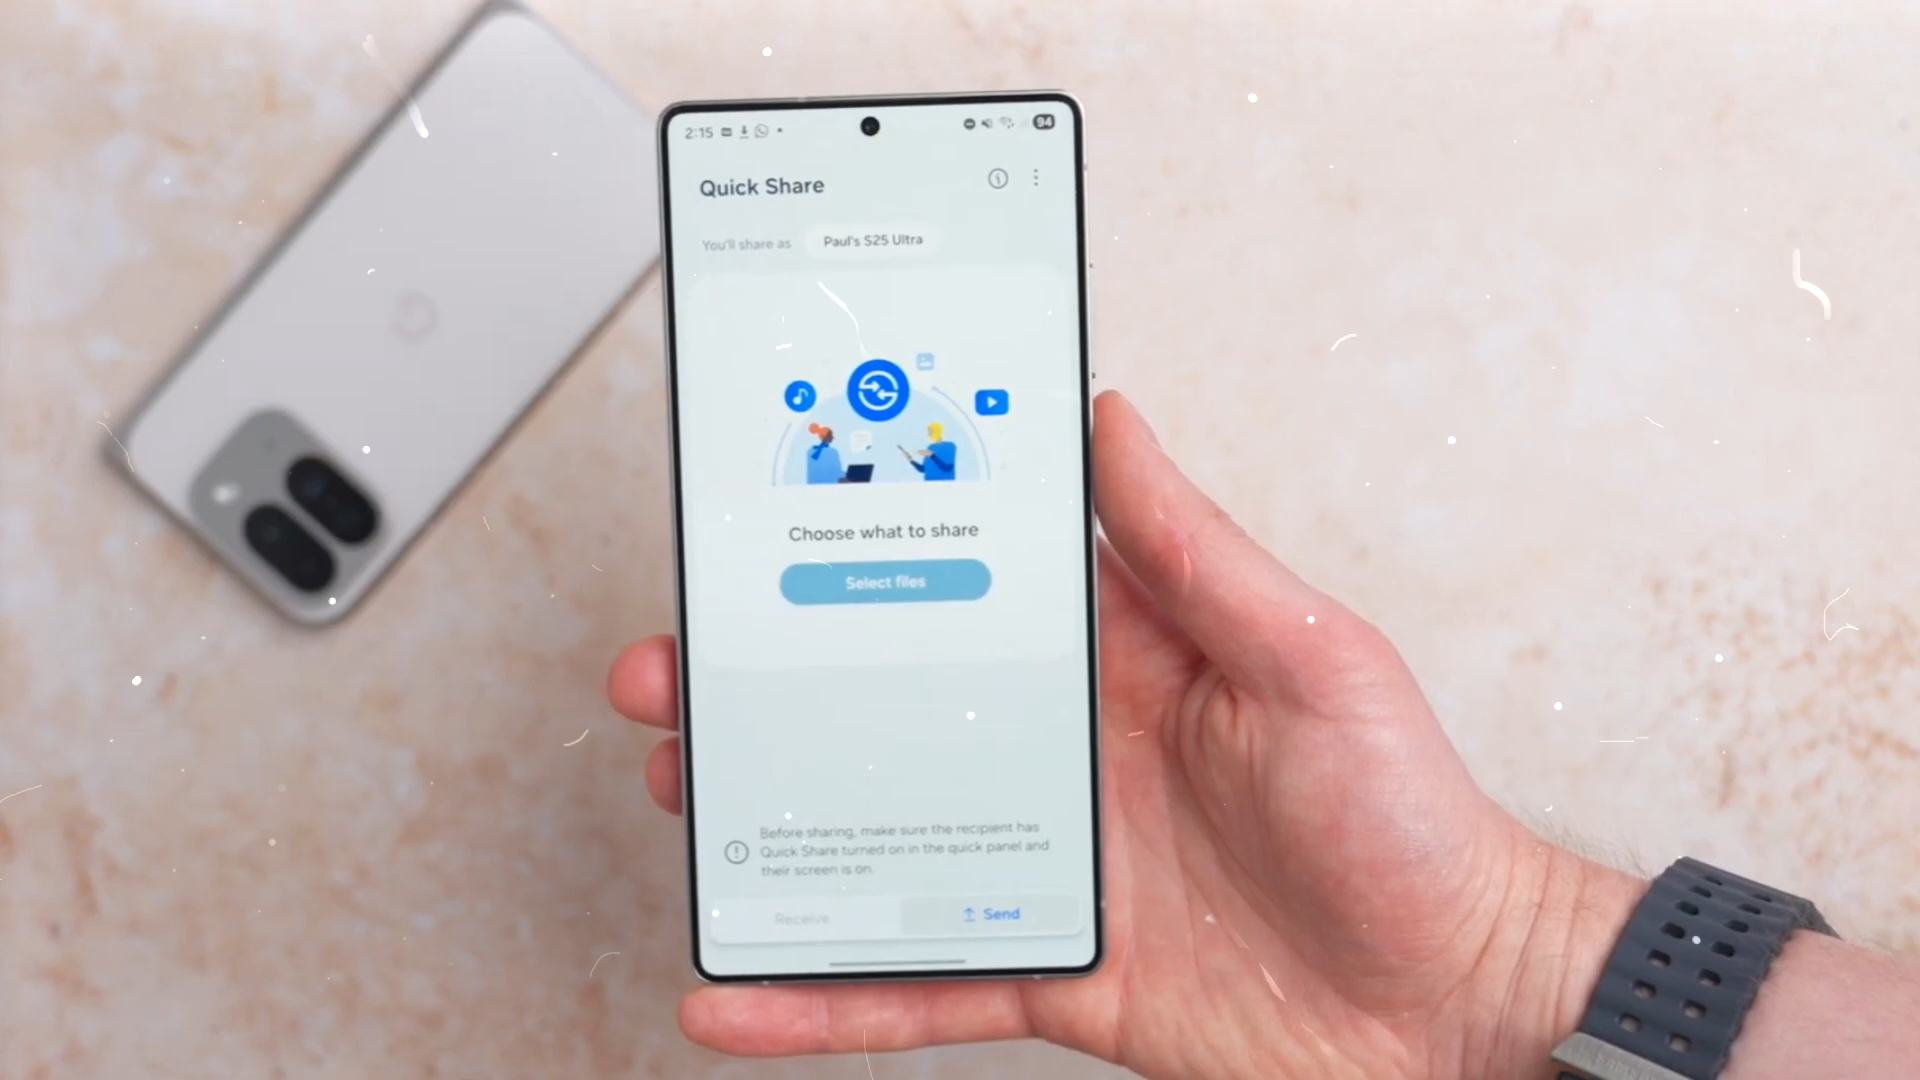 2:15
94
Quick Share
You'll share as Paul's S25 Ultra
Choose what to share
Select files
Before sharing, make sure the recipient has
Quick Share turned on in the quick panel and
their screen is on.
Receive
Send